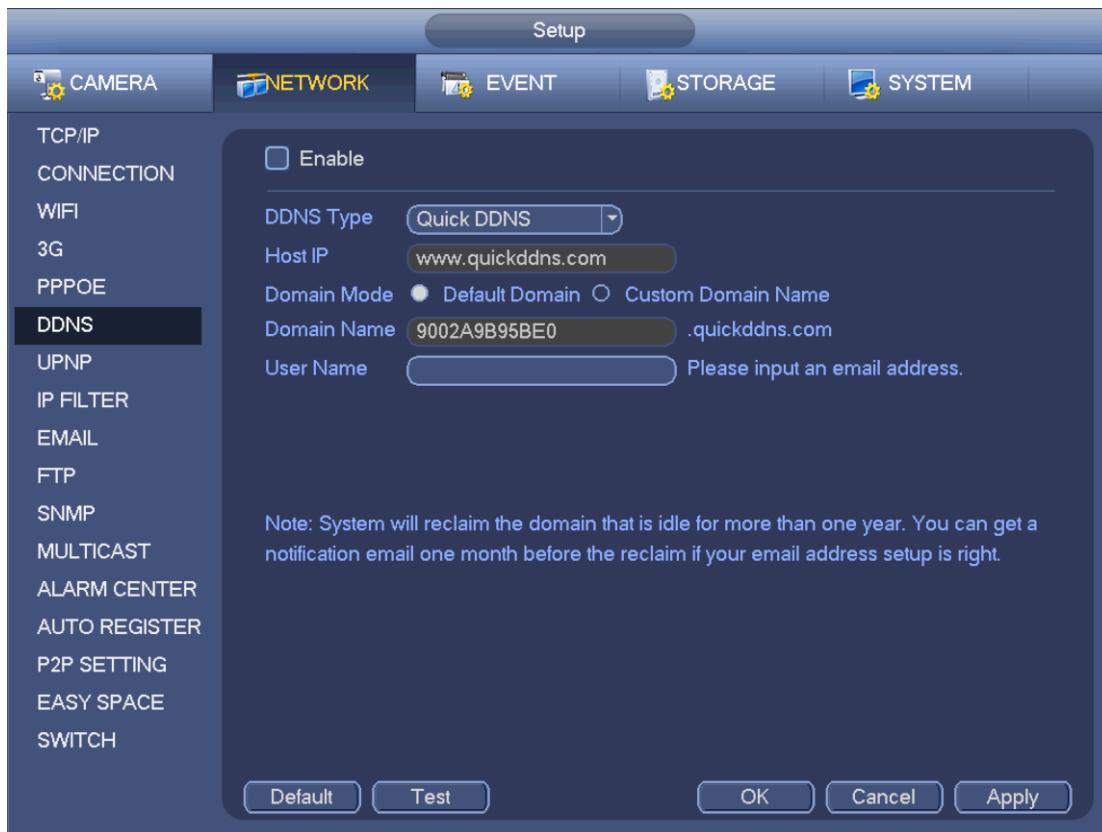 Setup
CAMERA NETWORK EVENT STORAGE SYSTEM
TCP/IP
CONNECTION
WIFI
3G
PPPOE
DDNS
UPNP
IP FILTER
EMAIL
FTP
SNMP
MULTICAST
ALARM CENTER
AUTO REGISTER
P2P SETTING
EASY SPACE
SWITCH
Enable
DDNS Type Quick DDNS
Host IP www.quickddns.com
Domain Mode Default Domain Custom Domain Name
Domain Name 9002A9B95BE0 .quickddns.com
User Name Please input an email address.
Note: System will reclaim the domain that is idle for more than one year. You can get a
notification email one month before the reclaim if your email address setup is right.
Default Test OK Cancel Apply